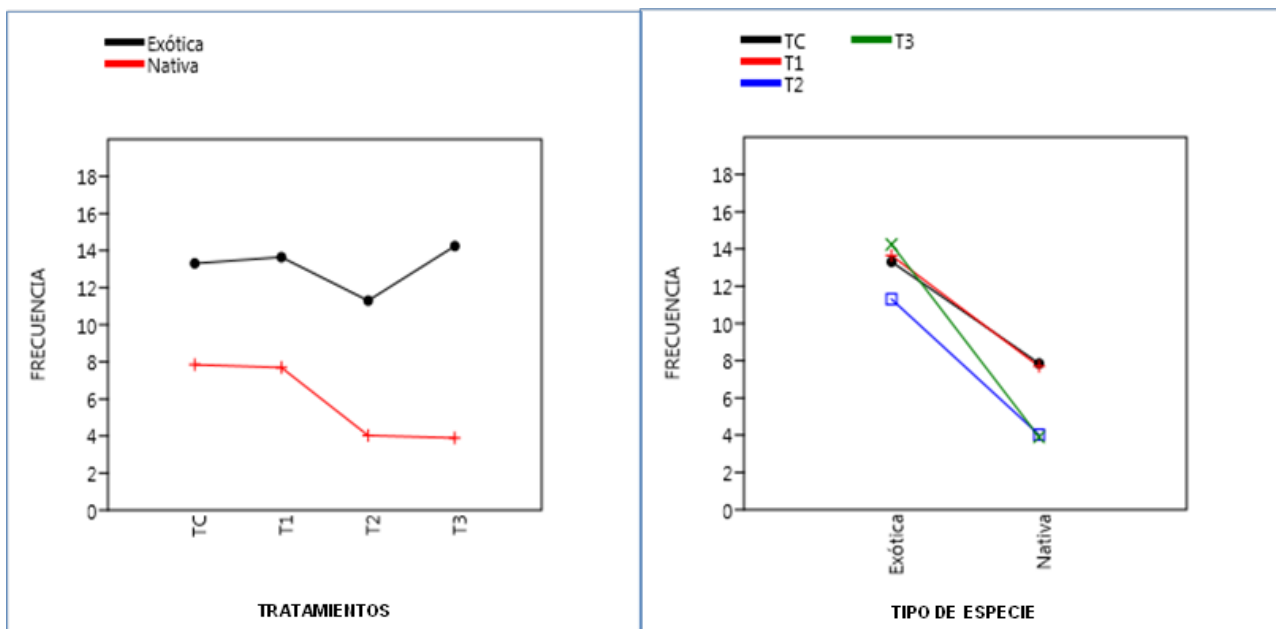 Exótica
Nativa
18
16
14
12
10
8
6
4
2
0
FRECUENCIA
TC
T1
T2
T3
TRATAMIENTOS
TC
T3
T1
T2
18
16
14
12
10
8
6
4
2
0
FRECUENCIA
Exótica
Nativa
TIPO DE ESPECIE